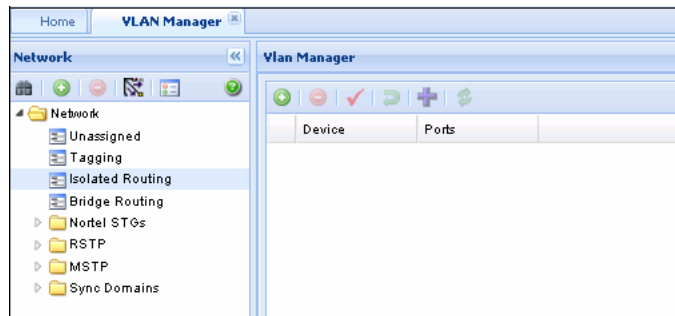 Home
VLAN Manager
Network
Vlan Manager
Network
Unassigned
Tagging
Isolated Routing
Bridge Routing
Nortel STGs
RSTP
MSTP
Sync Domains
Device
Ports